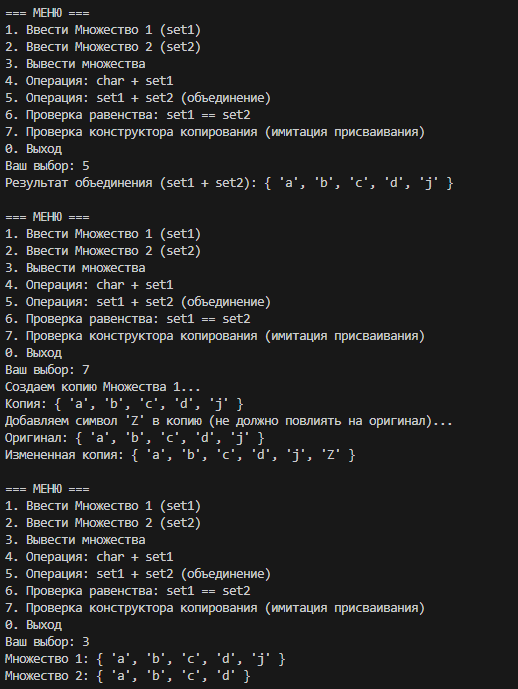 === МЕНЮ ===
1. Ввести Множество 1 (set1)
2. Ввести Множество 2 (set2)
3. Вывести множества
4. Операция: char + set1
5. Операция: set1 + set2 (объединение)
6. Проверка равенства: set1 == set2
7. Проверка конструктора копирования (имитация присваивания)
0. Выход
Ваш выбор: 5
Результат объединения (set1 + set2): { 'a', 'b', 'c', 'd', 'j' }

=== МЕНЮ ===
1. Ввести Множество 1 (set1)
2. Ввести Множество 2 (set2)
3. Вывести множества
4. Операция: char + set1
5. Операция: set1 + set2 (объединение)
6. Проверка равенства: set1 == set2
7. Проверка конструктора копирования (имитация присваивания)
0. Выход
Ваш выбор: 7
Создаем копию Множества 1...
Копия: { 'a', 'b', 'c', 'd', 'j' }
Добавляем символ 'Z' в копию (не должно повлиять на оригинал)...
Оригинал: { 'a', 'b', 'c', 'd', 'j' }
Измененная копия: { 'a', 'b', 'c', 'd', 'j', 'Z' }

=== МЕНЮ ===
1. Ввести Множество 1 (set1)
2. Ввести Множество 2 (set2)
3. Вывести множества
4. Операция: char + set1
5. Операция: set1 + set2 (объединение)
6. Проверка равенства: set1 == set2
7. Проверка конструктора копирования (имитация присваивания)
0. Выход
Ваш выбор: 3
Множество 1: { 'a', 'b', 'c', 'd', 'j' }
Множество 2: { 'a', 'b', 'c', 'd' }